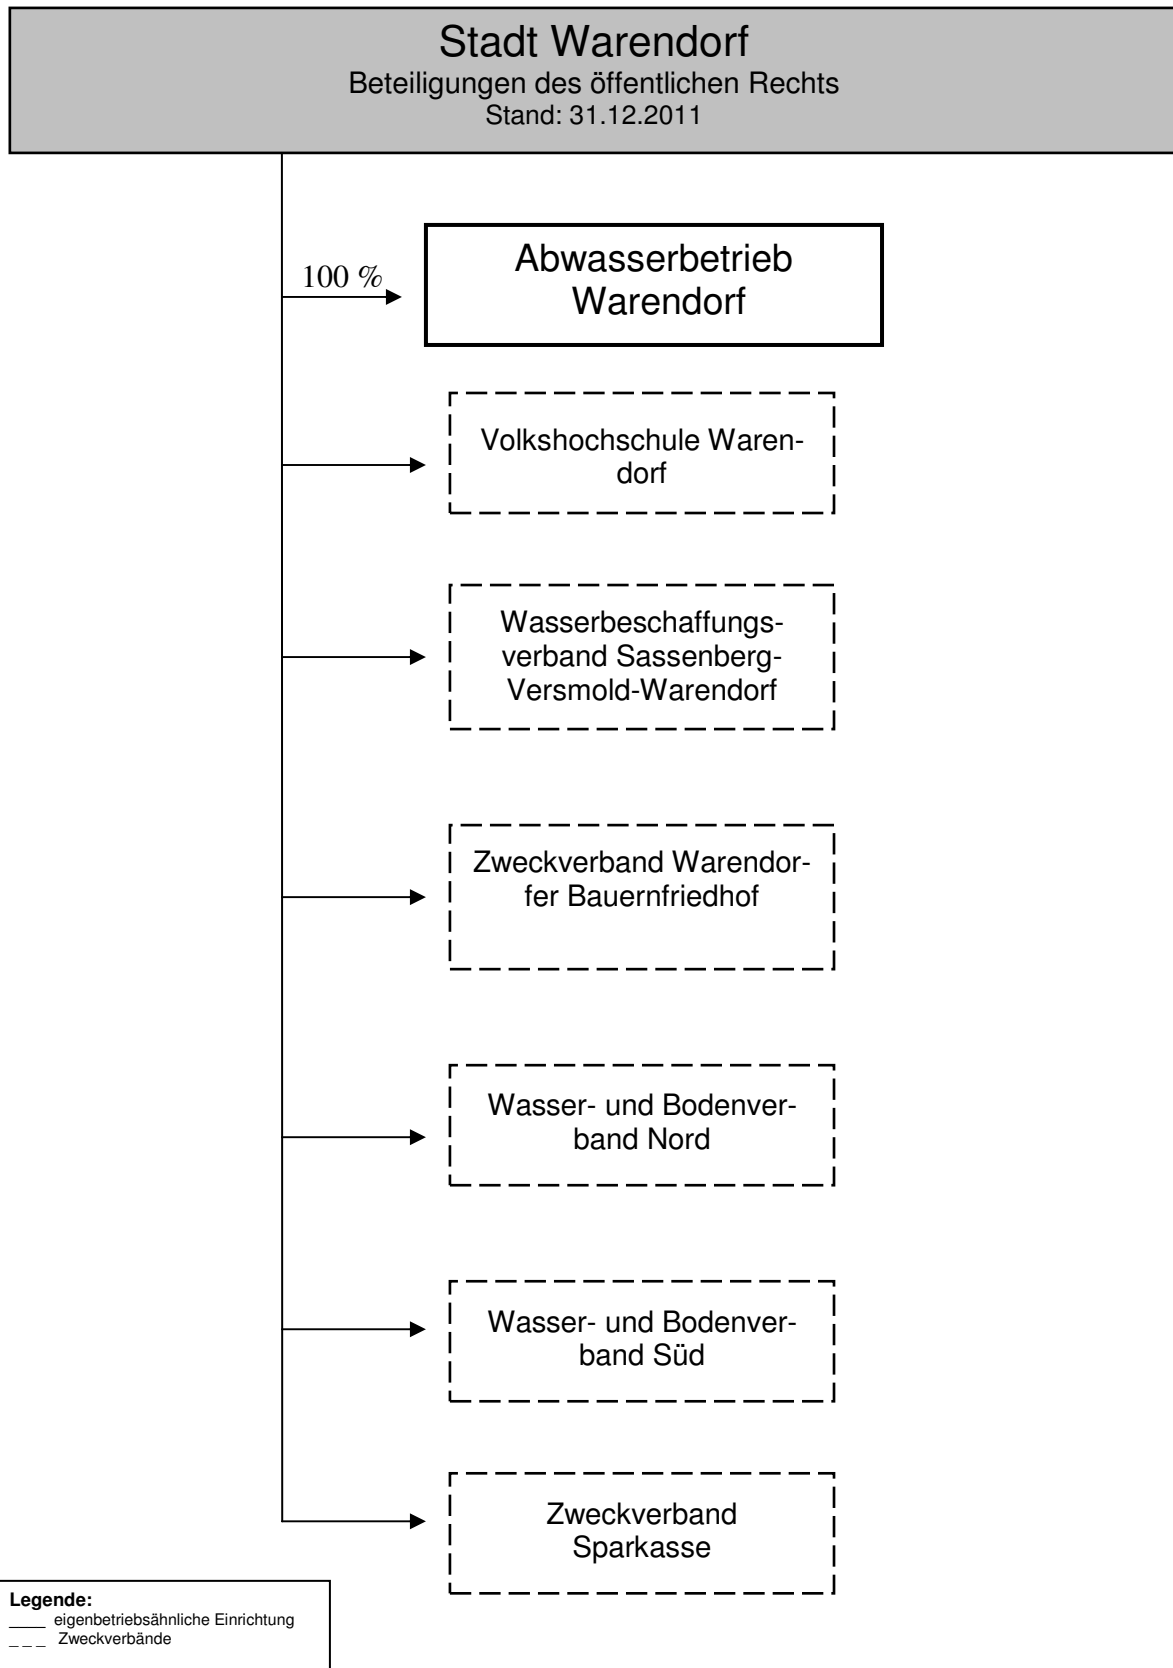 Stadt Warendorf
Beteiligungen des öffentlichen Rechts
Stand: 31.12.2011
100 %
Abwasserbetrieb
Warendorf
Volkshochschule Waren-
dorf
Wasserbeschaffungs-
verband Sassenberg-
Versmold-Warendorf
Zweckverband Warendor-
fer Bauernfriedhof
Wasser- und Bodenver-
band Nord
Wasser- und Bodenver-
band Süd
Zweckverband
Sparkasse
Legende:
____ eigenbetriebsähnliche Einrichtung
_ _ _ Zweckverbände